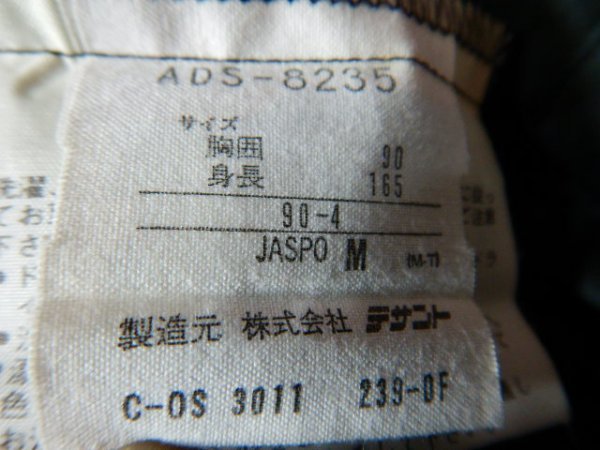 ADS-8235
サイズ
胸囲 90
身長 165
90-4
JASPO M (M-T)
製造元 株式会社 デサント
C-OS 3011 239-DF